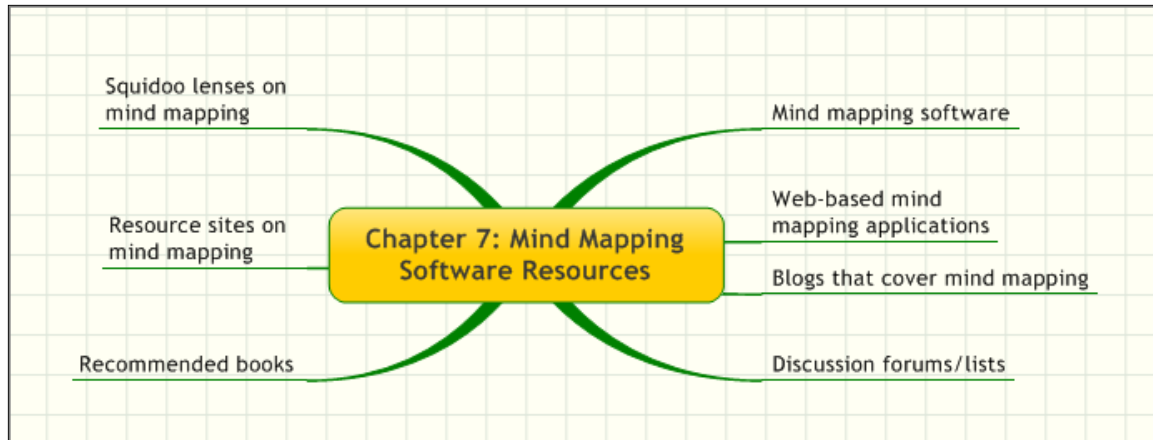 Squidoo lenses on
mind mapping
Mind mapping software
Resource sites on
mind mapping
Chapter 7: Mind Mapping
Software Resources
Web-based mind
mapping applications
Blogs that cover mind mapping
Recommended books
Discussion forums/lists